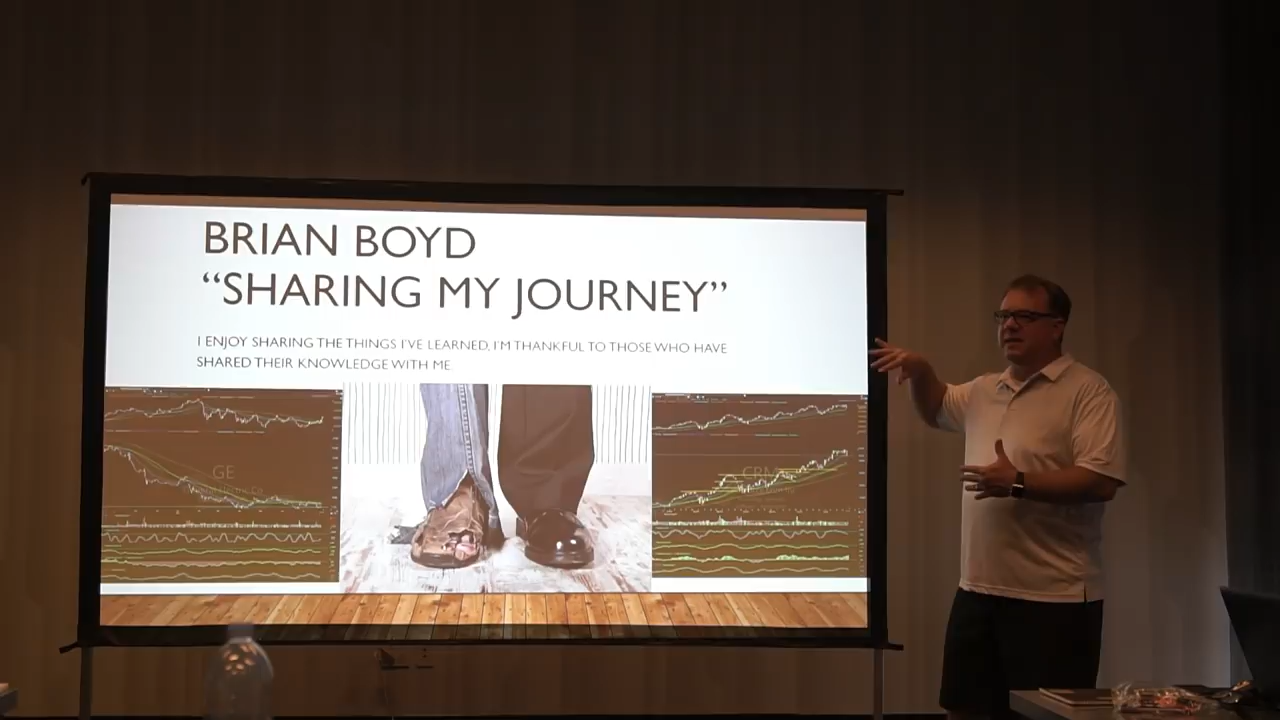 BRIAN BOYD
“SHARING MY JOURNEY”
I ENJOY SHARING THE THINGS I’VE LEARNED, I’M THANKFUL TO THOSE WHO HAVE
SHARED THEIR KNOWLEDGE WITH ME.
GE
CRM